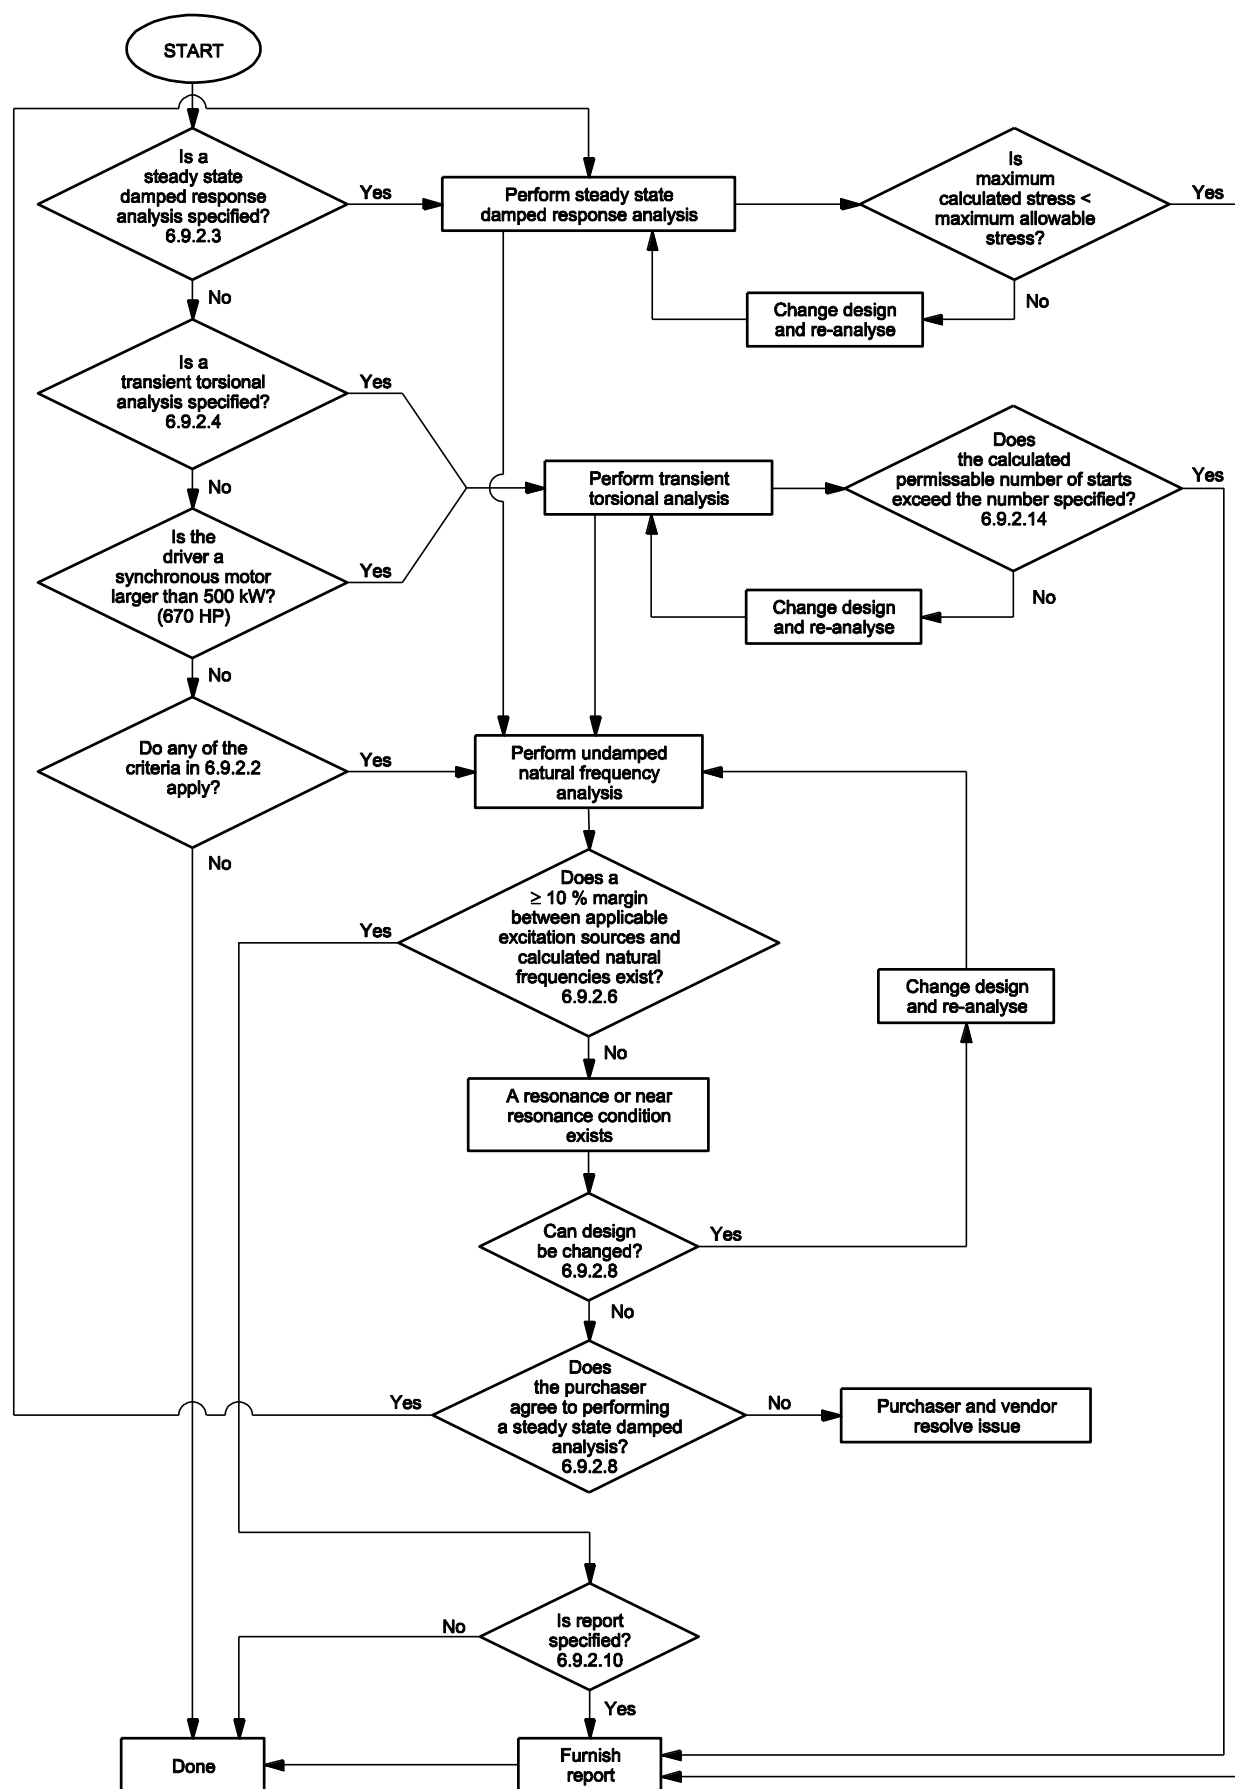 START
Is a
steady state
damped response
analysis specified?
6.9.2.3
Yes
Perform steady state
damped response analysis
Is
maximum
calculated stress <
maximum allowable
stress?
Yes
No
No
Change design
and re-analyse
Is a
transient torsional
analysis specified?
6.9.2.4
Yes
No
Perform transient
torsional analysis
Does
the calculated
permissable number of starts
exceed the number specified?
6.9.2.14
Yes
No
Change design
and re-analyse
Is the
driver a
synchronous motor
larger than 500 kW?
(670 HP)
Yes
No
Do any of the
criteria in 6.9.2.2
apply?
Yes
No
Perform undamped
natural frequency
analysis
Does a
≥ 10 % margin
between applicable
excitation sources and
calculated natural
frequencies exist?
6.9.2.6
Yes
No
Change design
and re-analyse
A resonance or near
resonance condition
exists
Can design
be changed?
6.9.2.8
Yes
No
Does
the purchaser
agree to performing
a steady state damped
analysis?
6.9.2.8
Yes
No
Purchaser and vendor
resolve issue
Is report
specified?
6.9.2.10
No
Yes
Done
Furnish
report